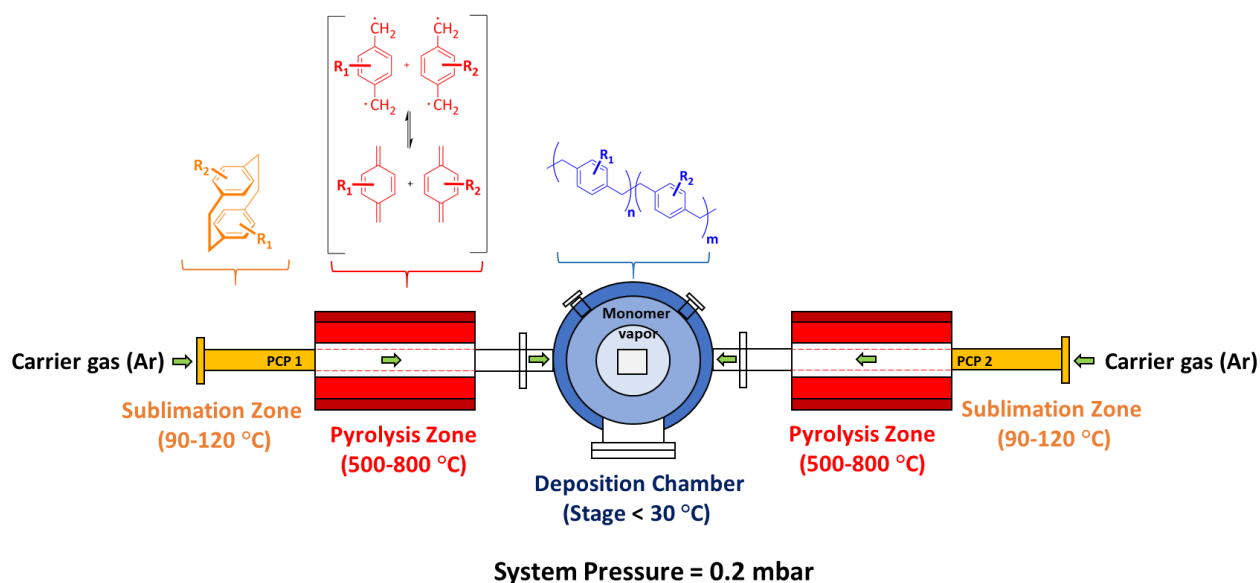 ·
CH2
R1
·CH2
+
·
CH2
R2
·CH2
R1
+
R2
R2
R1
R1
n
R2
m
Monomer
vapor
Carrier gas (Ar)
PCP 1
PCP 2
Carrier gas (Ar)
Sublimation Zone
(90-120 °C)
Pyrolysis Zone
(500-800 °C)
Deposition Chamber
(Stage < 30 °C)
Pyrolysis Zone
(500-800 °C)
Sublimation Zone
(90-120 °C)
System Pressure = 0.2 mbar